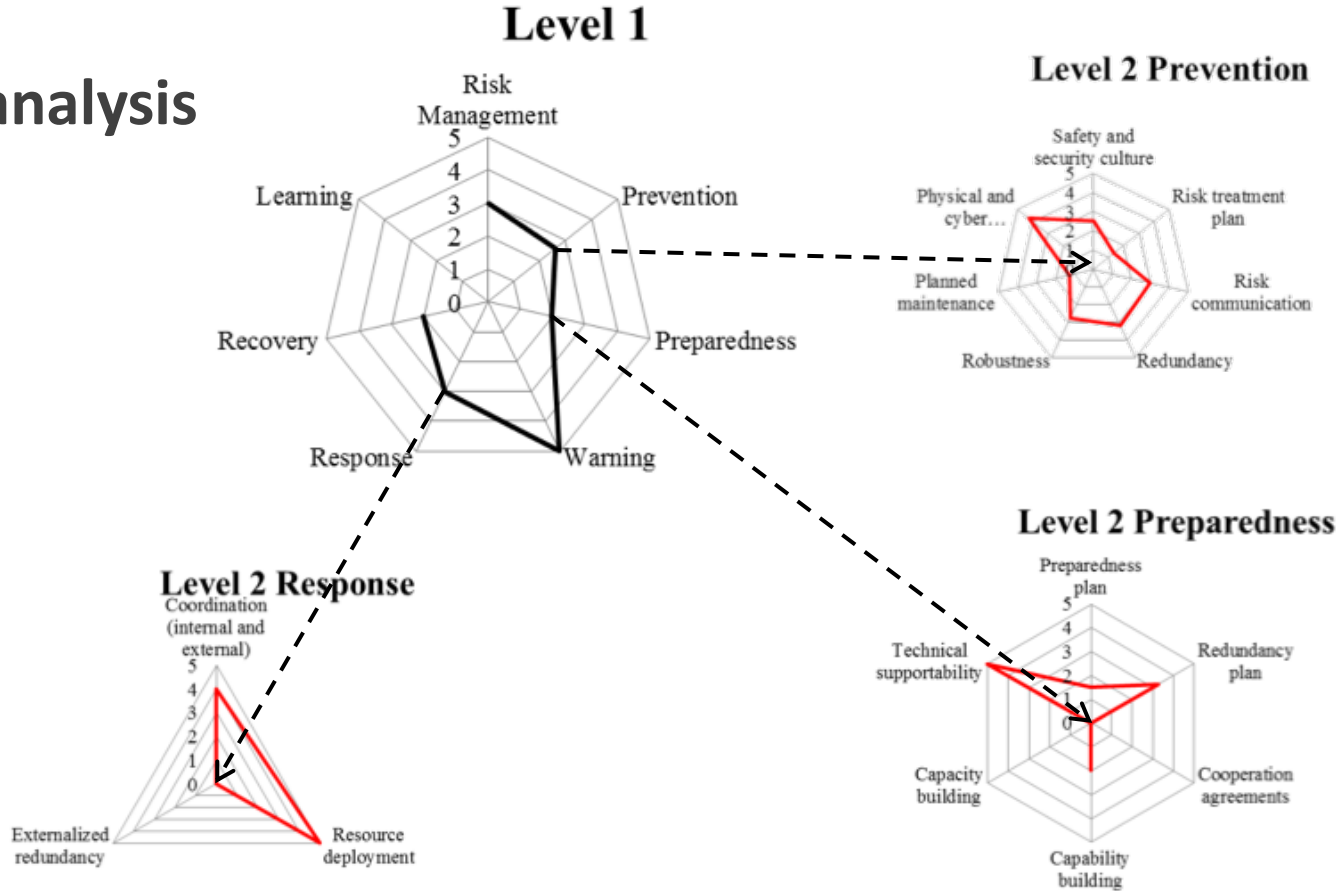 Level 1
analysis
Risk
Management
5
4
3
2
1
0
Learning
Prevention
Recovery
Preparedness
Response
Warning
Level 2 Prevention
Safety and
security culture
5
4
3
2
1
Physical and
cyber...
Risk treatment
plan
Planned
maintenance
Risk
communication
Robustness
Redundancy
Level 2 Response
Coordination
(internal and
external)
5
4
3
2
1
0
Externalized
redundancy
Resource
deployment
Level 2 Preparedness
Preparedness
plan
5
4
3
2
1
0
Technical
supportability
Redundancy
plan
Capacity
building
Cooperation
agreements
Capability
building